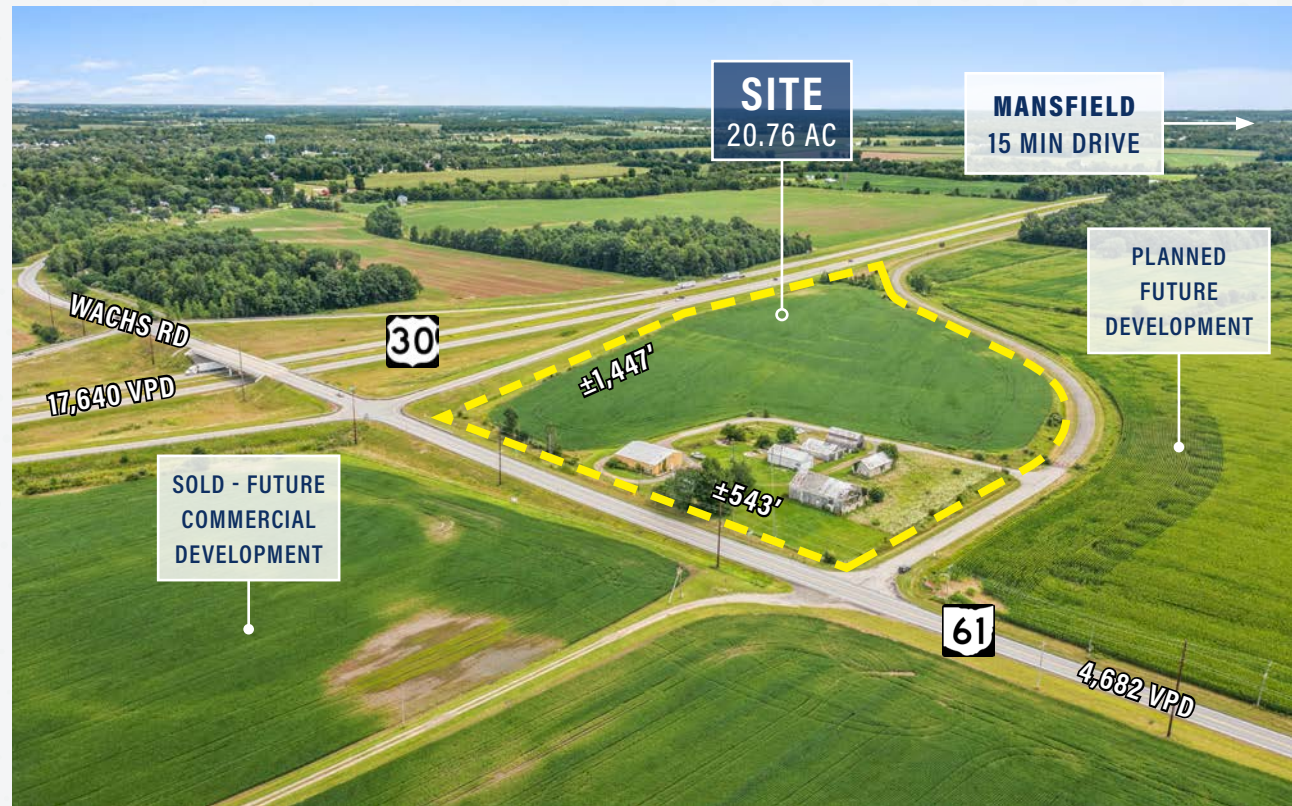 SITE
20.76 AC
MANSFIELD
15 MIN DRIVE
PLANNED
FUTURE
DEVELOPMENT
WACHS RD
30
17,640 VPD
±1,447'
±543'
SOLD - FUTURE
COMMERCIAL
DEVELOPMENT
61
4,682 VPD